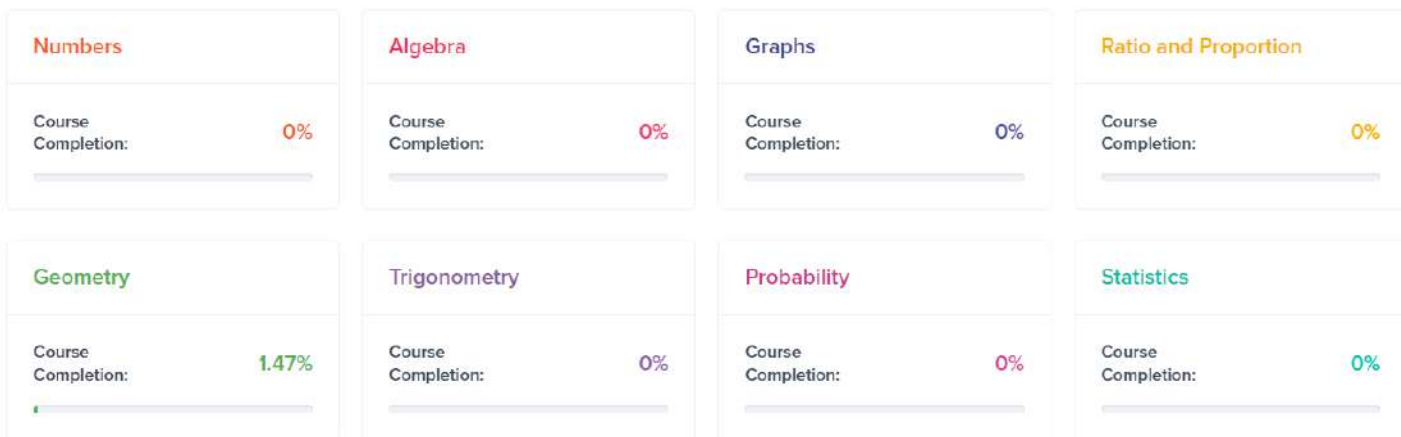 Numbers
Course
Completion:
0%
Algebra
Course
Completion:
0%
Graphs
Course
Completion:
0%
Ratio and Proportion
Course
Completion:
0%
Geometry
Course
Completion:
1.47%
Trigonometry
Course
Completion:
0%
Probability
Course
Completion:
0%
Statistics
Course
Completion:
0%